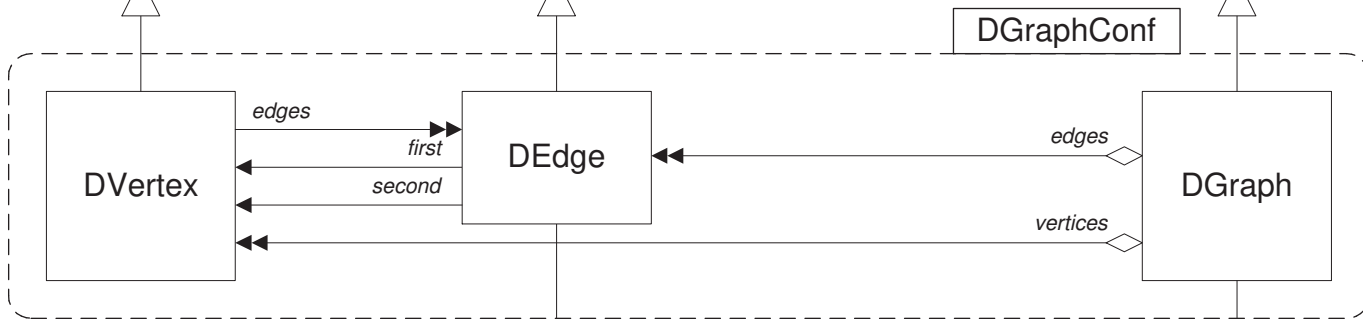 DGraphConf
edges
first
second
DVertex
DEdge
edges
vertices
DGraph